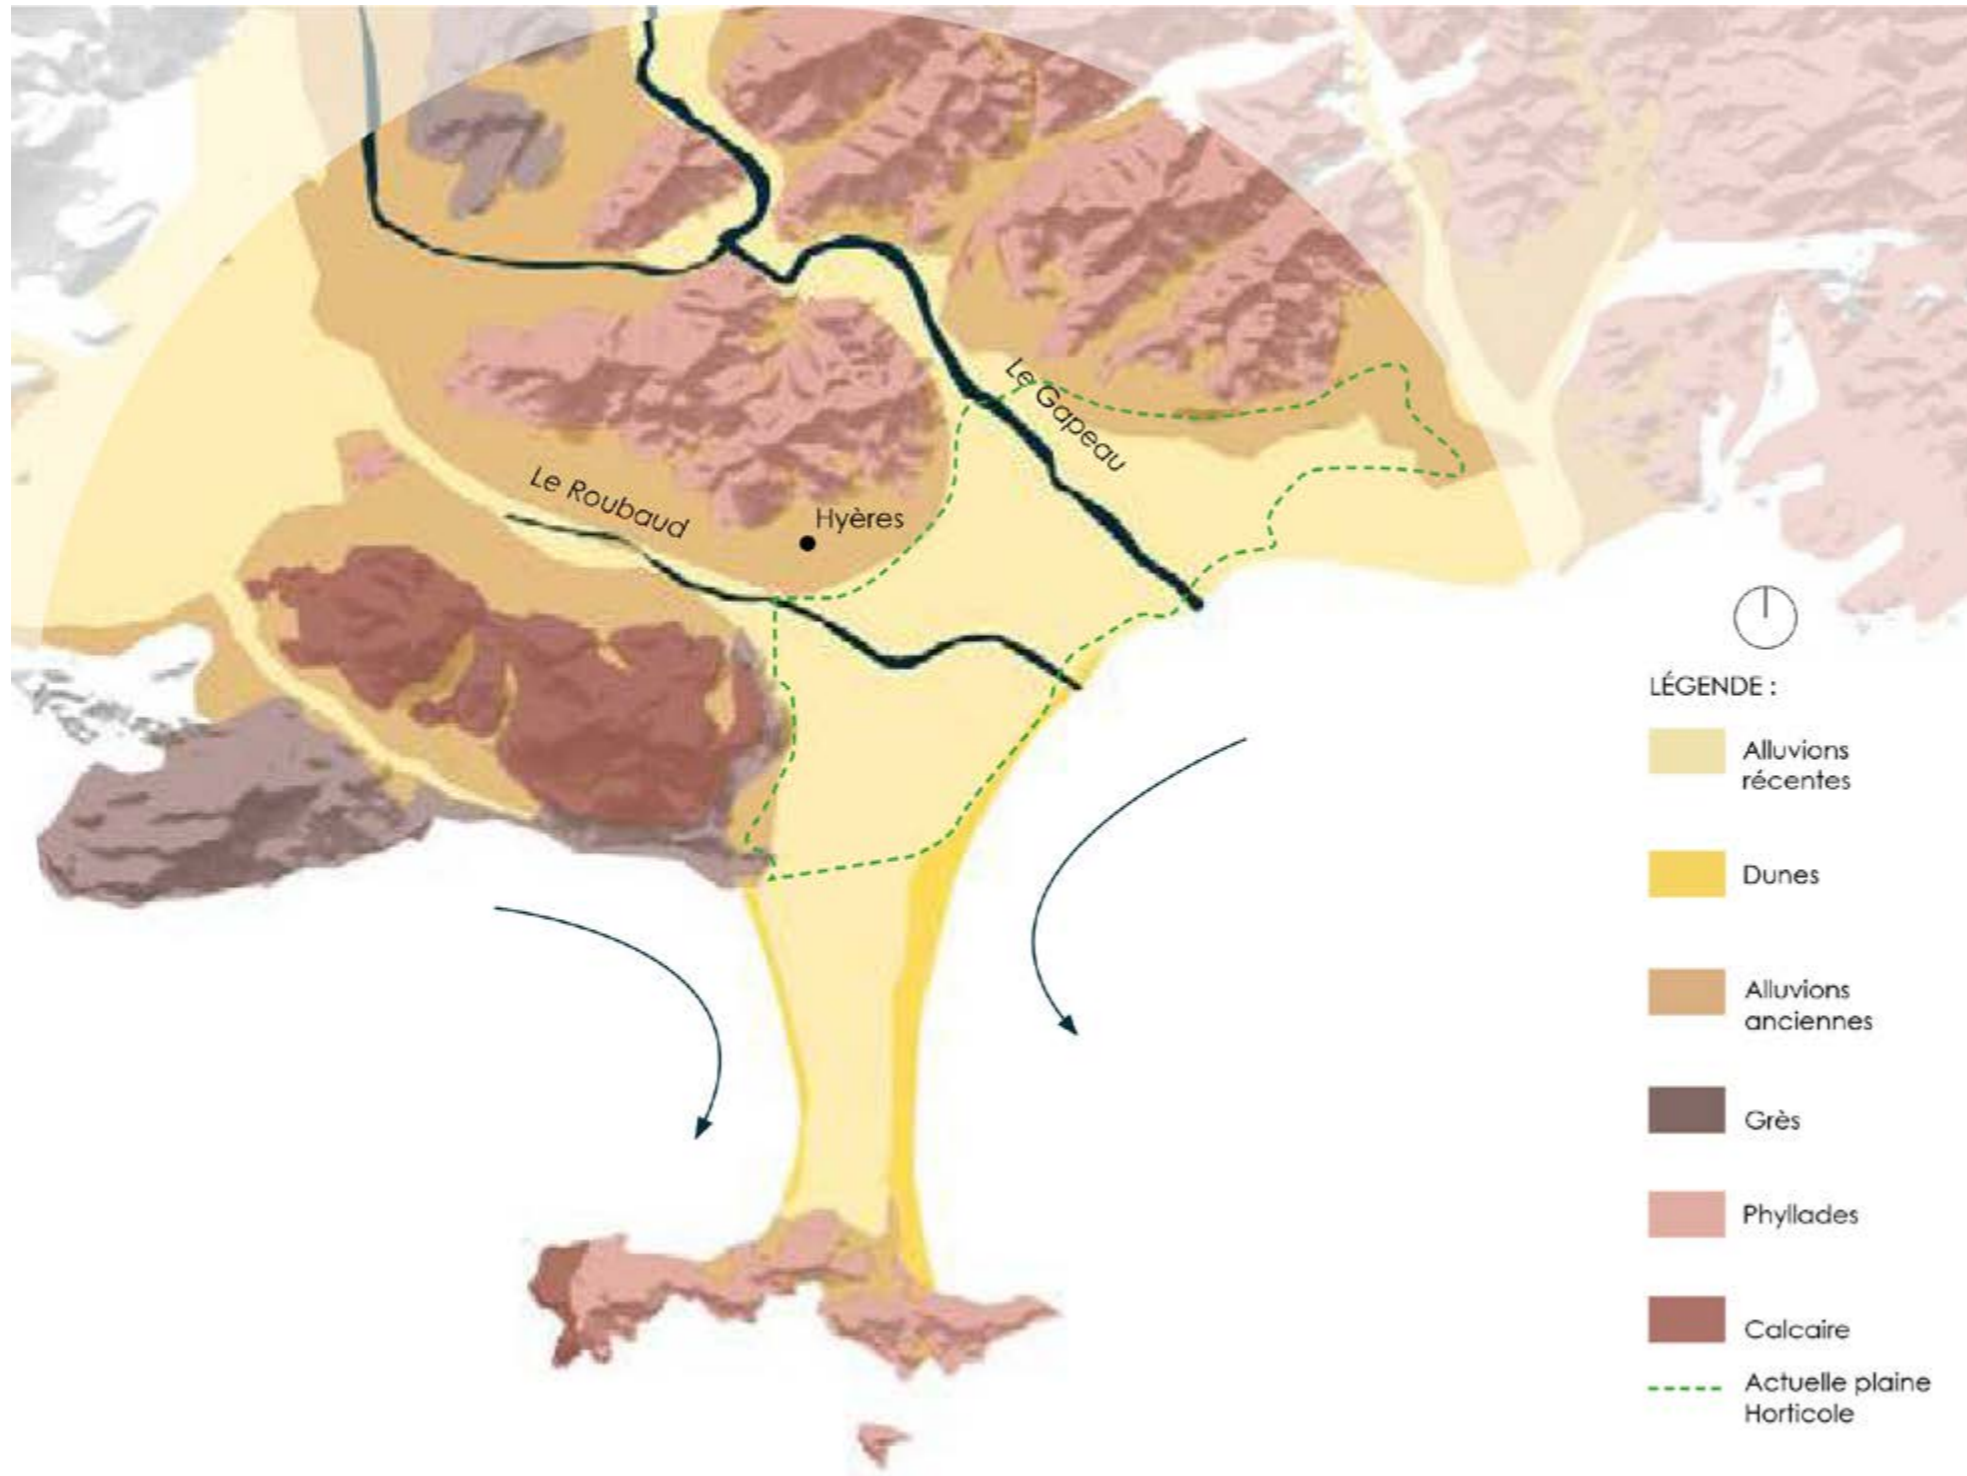 Le Gapeau
Le Roubaud
Hyères
LÉGENDE :
Alluvions
récentes
Dunes
Alluvions
anciennes
Grès
Phyllades
Calcaire
Actuelle plaine
Horticole